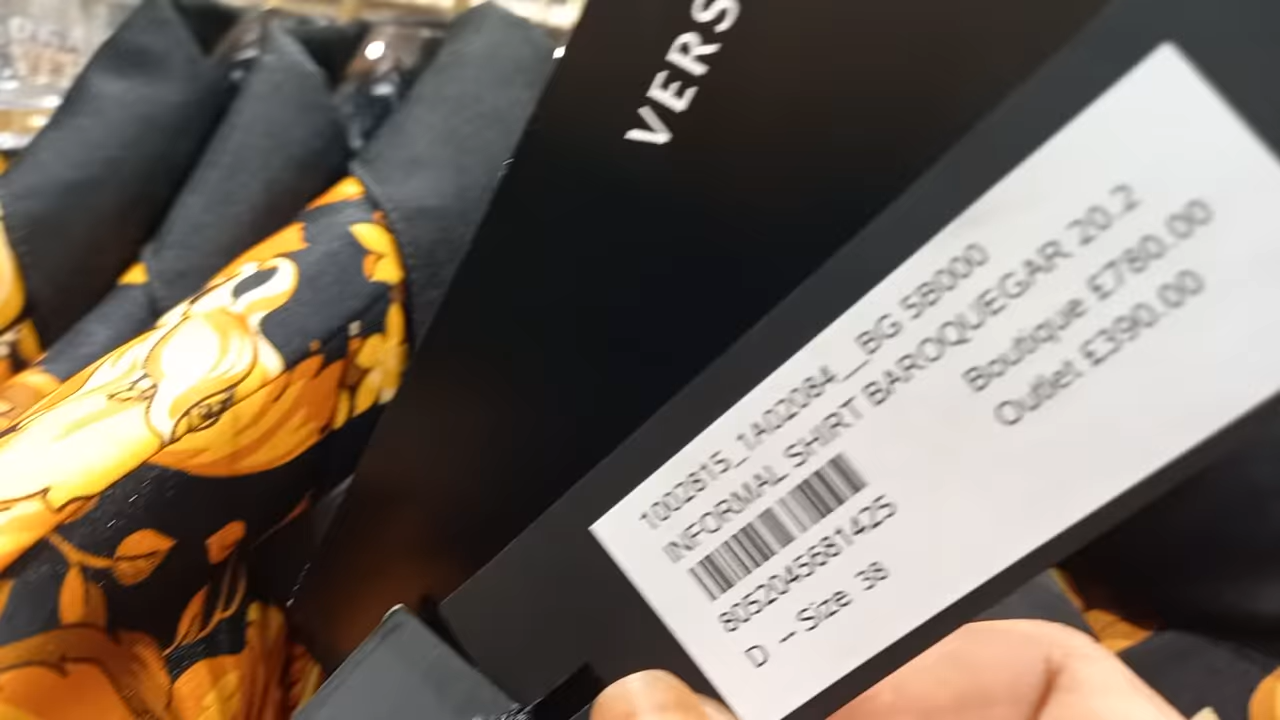 VERS
1002815_1A02084__BG 5B000
INFORMAL SHIRT BAROQUEGAR 20.2
Boutique £780.00
Outlet £390.00
8052045681425
D - Size 38